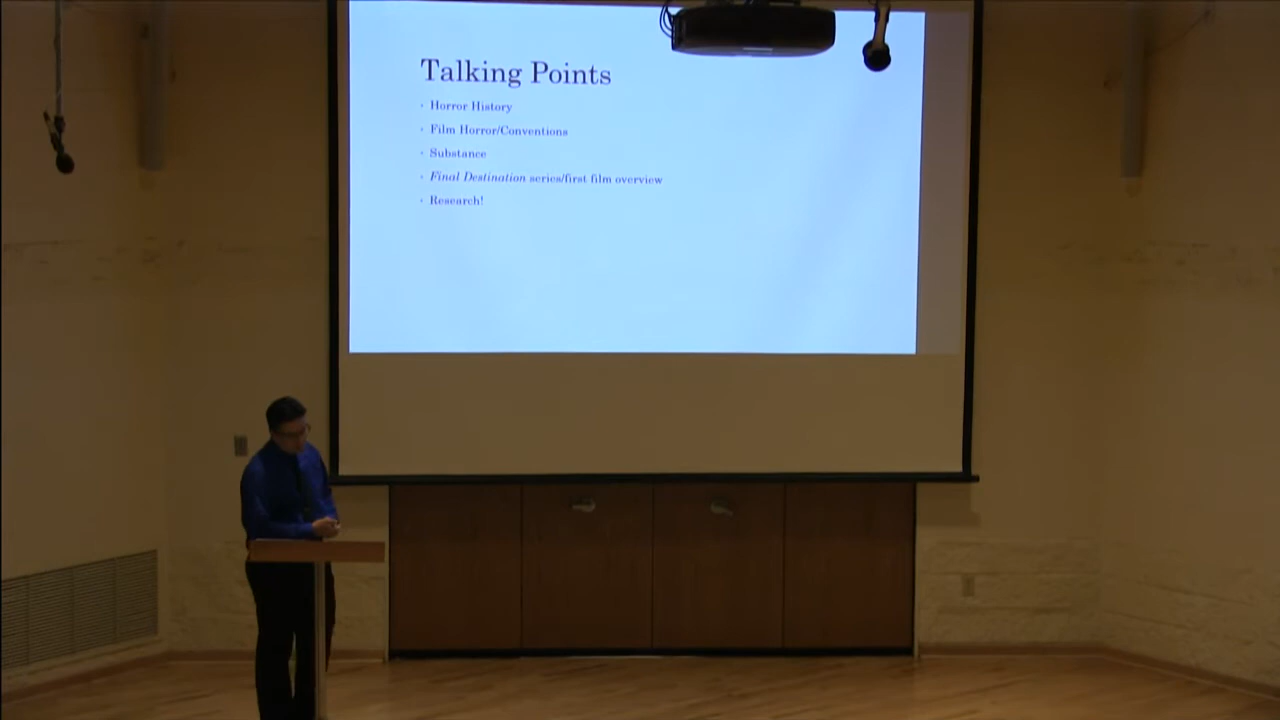 Talking Points
• Horror History
• Film Horror/Conventions
• Substance
• Final Destination series/first film overview
• Research!